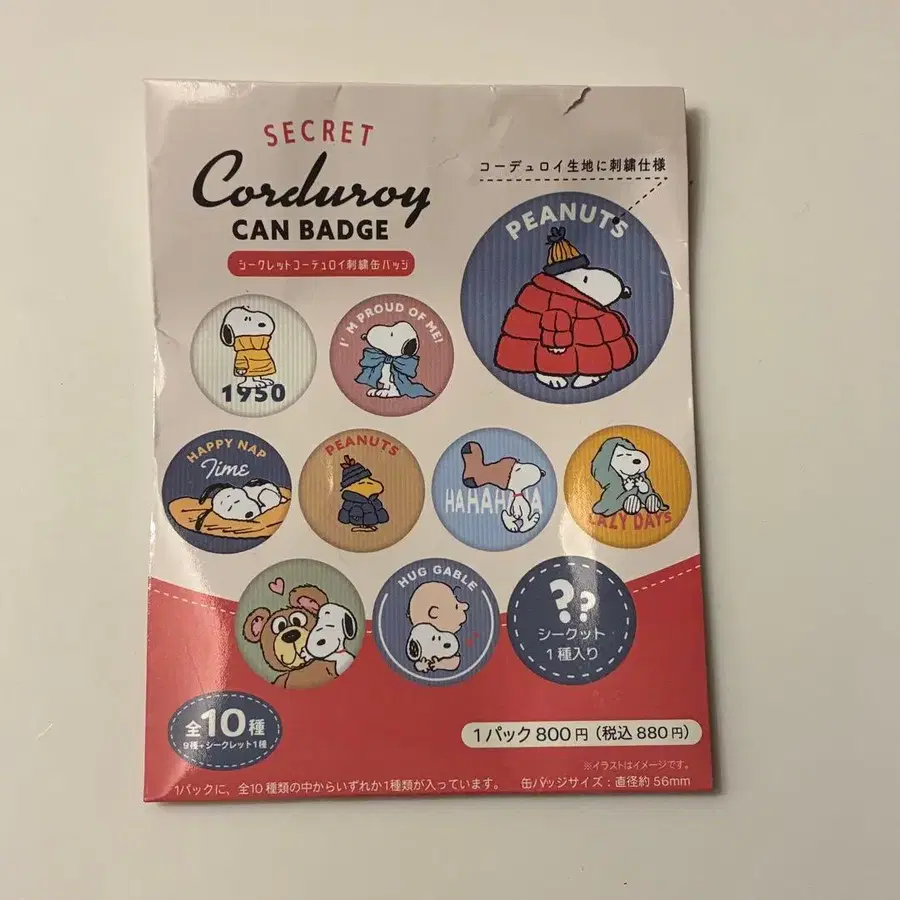 SECRET
Corduroy
CAN BADGE
シークレットコーデュロイ刺繍缶バッジ
コーデュロイ生地に刺繍仕様
PEANUTS
1950
I'M PROUD OF ME!
HAPPY NAP
Time
PEANUTS
HAHAHAHA
LAZY DAYS
HUG GABLE
??
シークット
1種入り
全10種
9種+シークレット1種
1パック 800円(税込 880円)
※イラストはイメージです。
1パックに、全10種類の中からいずれか1種類が入っています。 缶バッジサイズ:直径約56mm